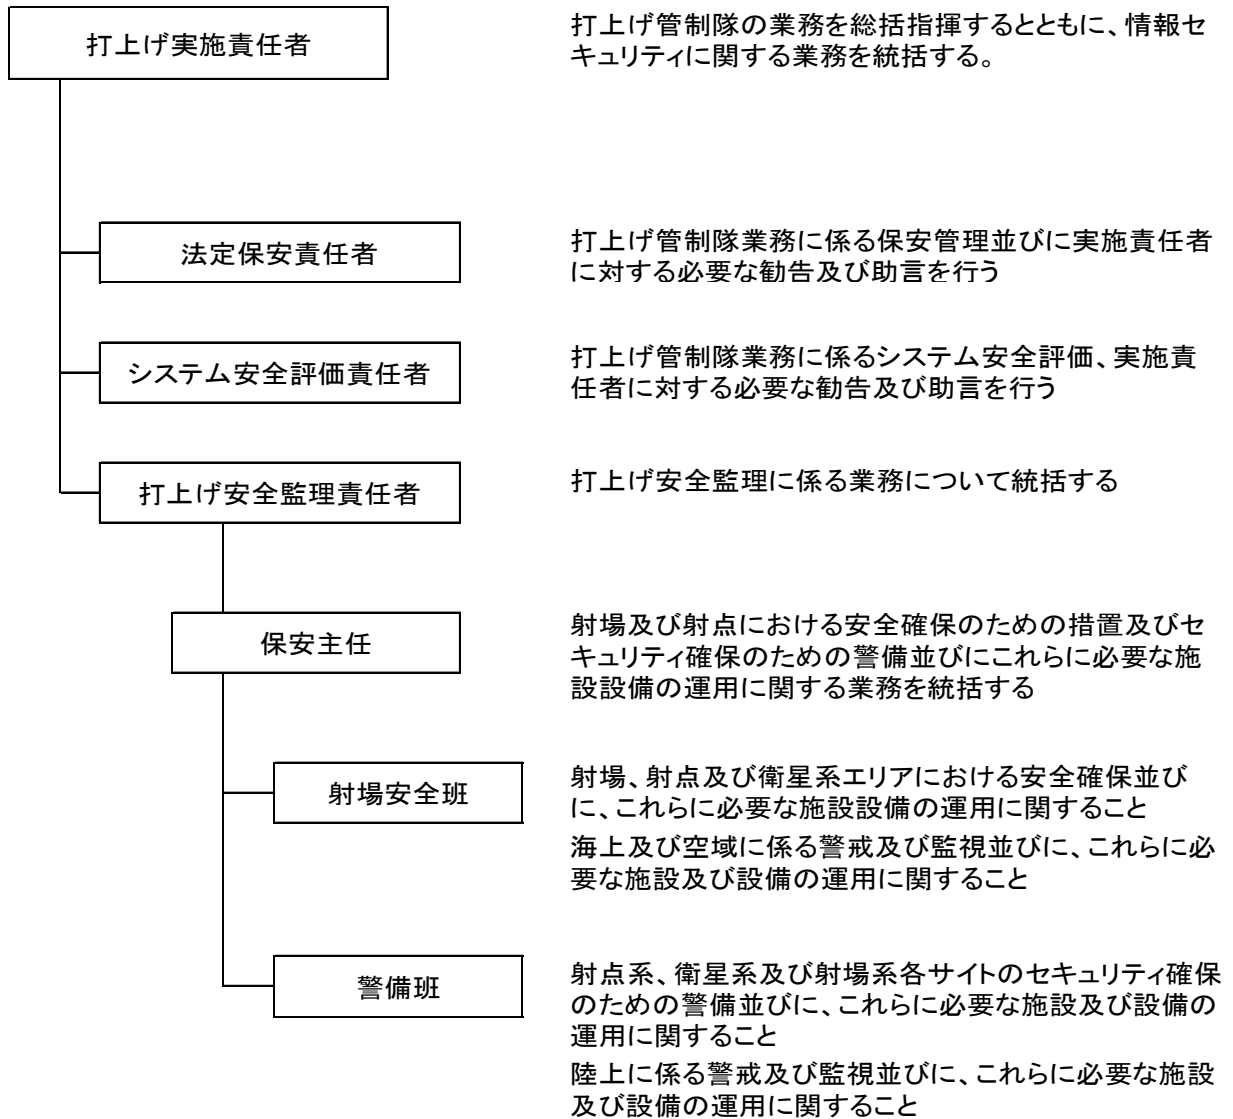 打上げ実施責任者
打上げ管制隊の業務を総括指揮するとともに、情報セ
キュリティに関する業務を統括する。
法定保安責任者
打上げ管制隊業務に係る保安管理並びに実施責任者
に対する必要な勧告及び助言を行う
システム安全評価責任者
打上げ管制隊業務に係るシステム安全評価、実施責
任者に対する必要な勧告及び助言を行う
打上げ安全監理責任者
打上げ安全監理に係る業務について統括する
保安主任
射場及び射点における安全確保のための措置及びセ
キュリティ確保のための警備並びにこれらに必要な施
設設備の運用に関する業務を統括する
射場安全班
射場、射点及び衛星系エリアにおける安全確保並び
に、これらに必要な施設設備の運用に関すること
海上及び空域に係る警戒及び監視並びに、これらに必
要な施設及び設備の運用に関すること
警備班
射点系、衛星系及び射場系各サイトのセキュリティ確保
のための警備並びに、これらに必要な施設及び設備の
運用に関すること
陸上に係る警戒及び監視並びに、これらに必要な施設
及び設備の運用に関すること